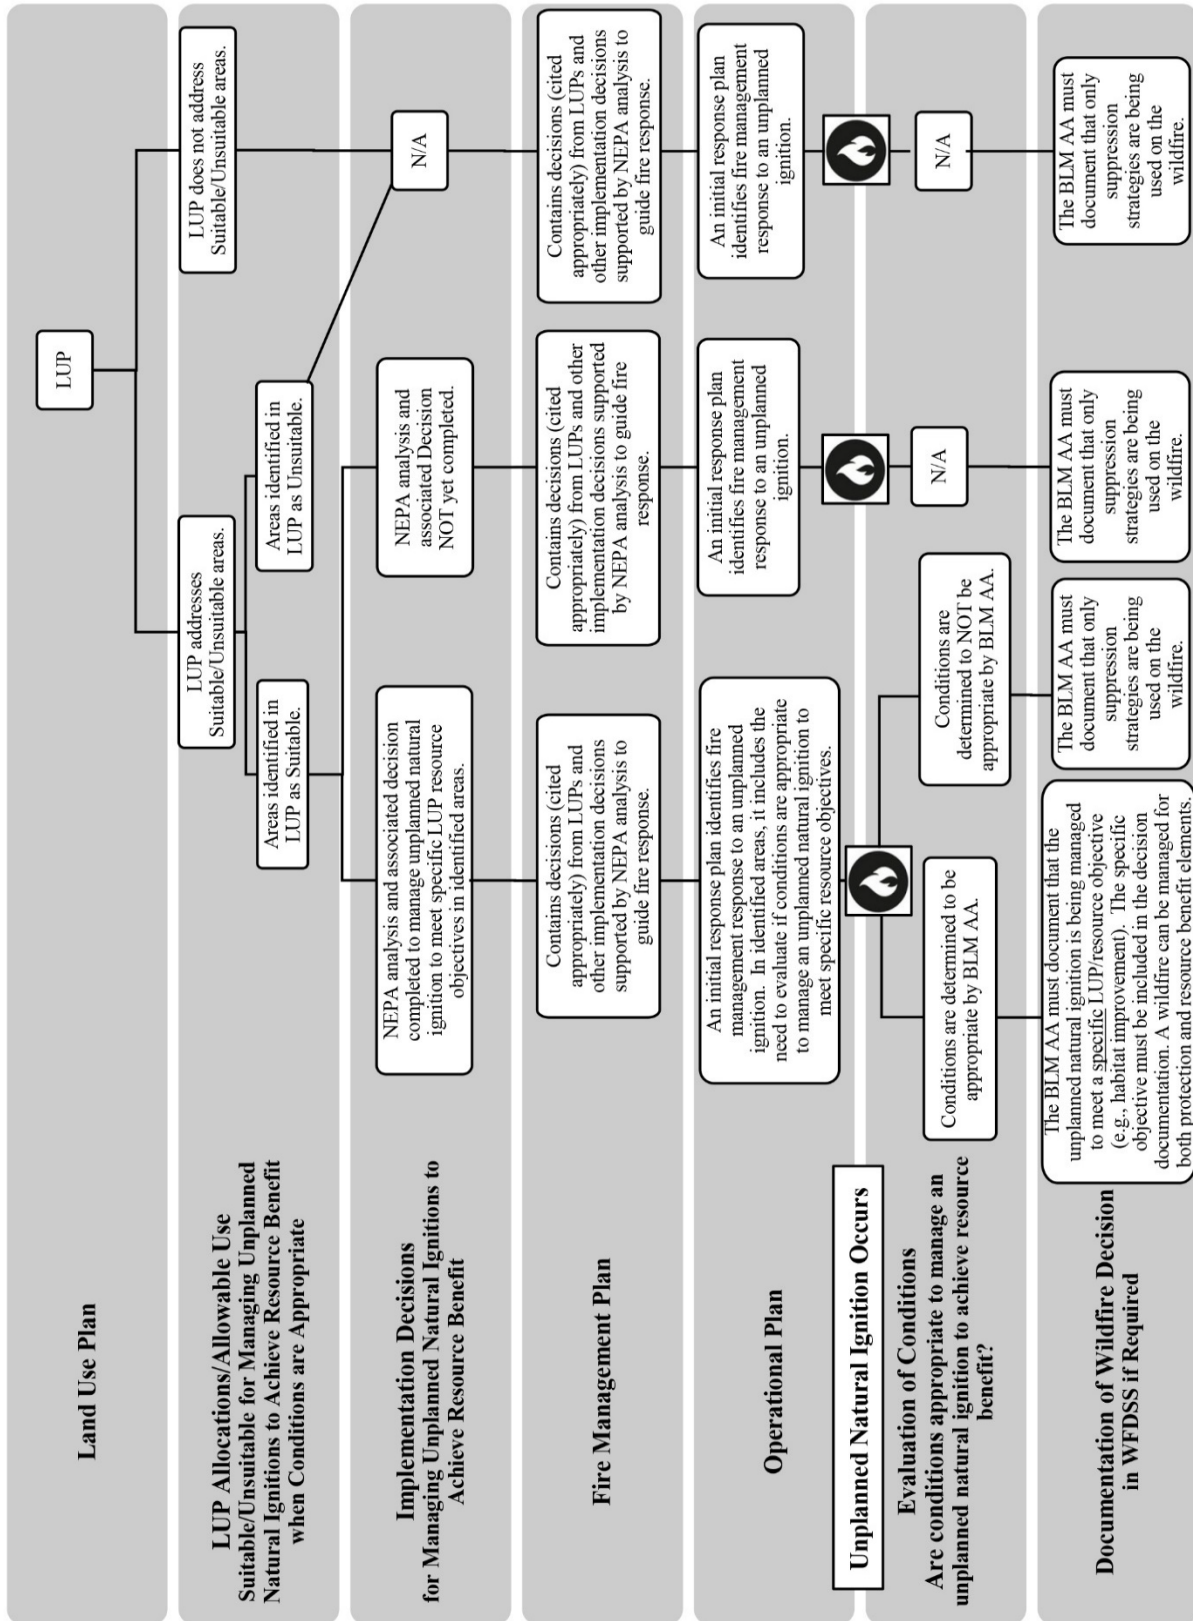 Land Use Plan
LUP
LUP Allocations/Allowable Use
Suitable/Unsuitable for Managing Unplanned
Natural Ignitions to Achieve Resource Benefit
when Conditions are Appropriate
LUP addresses
Suitable/Unsuitable areas.
LUP does not address
Suitable/Unsuitable areas.
Areas identified in
LUP as Suitable.
Areas identified in
LUP as Unsuitable.
Implementation Decisions
for Managing Unplanned Natural Ignitions to
Achieve Resource Benefit
NEPA analysis and associated decision
completed to manage unplanned natural
ignition to meet specific LUP resource
objectives in identified areas.
NEPA analysis and
associated Decision
NOT yet completed.
N/A
Fire Management Plan
Contains decisions (cited
appropriately) from LUPs and
other implementation decisions
supported by NEPA analysis to
guide fire response.
Contains decisions (cited
appropriately) from LUPs and other
implementation decisions supported
by NEPA analysis to guide fire
response.
Contains decisions (cited
appropriately) from LUPs and
other implementation decisions
supported by NEPA analysis to
guide fire response.
Operational Plan
An initial response plan identifies fire
management response to an unplanned
ignition. In identified areas, it includes the
need to evaluate if conditions are appropriate
to manage an unplanned natural ignition to
meet specific resource objectives.
An initial response plan
identifies fire management
response to an unplanned
ignition.
An initial response plan
identifies fire management
response to an unplanned
ignition.
Unplanned Natural Ignition Occurs
Evaluation of Conditions
Are conditions appropriate to manage an
unplanned natural ignition to achieve resource
benefit?
Conditions are determined to be
appropriate by BLM AA.
Conditions are
determined to NOT be
appropriate by BLM AA.
N/A
N/A
Documentation of Wildfire Decision
in WFDSS if Required
The BLM AA must document that the
unplanned natural ignition is being managed
to meet a specific LUP/resource objective
(e.g., habitat improvement). The specific
objective must be included in the decision
documentation. A wildfire can be managed for
both protection and resource benefit elements.
The BLM AA must
document that only
suppression
strategies are being
used on the
wildfire.
The BLM AA must
document that only
suppression
strategies are being
used on the
wildfire.
The BLM AA must
document that only
suppression
strategies are being
used on the
wildfire.